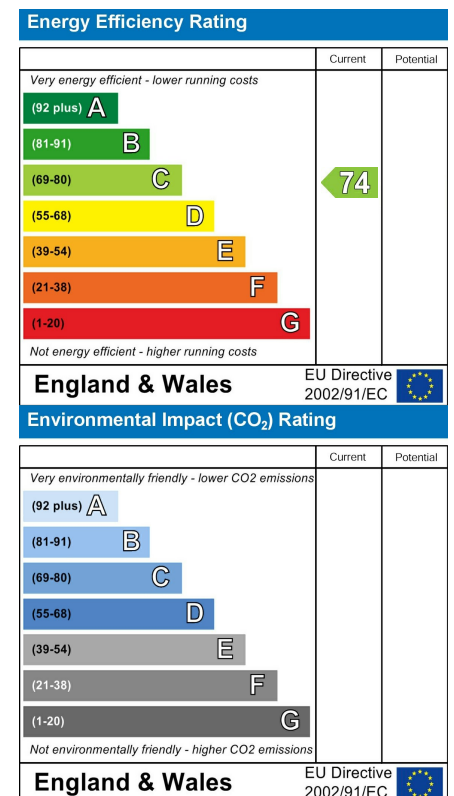 Energy Efficiency Rating
Current Potential
Very energy efficient - lower running costs
(92 plus) A
(81-91) B
(69-80) C
74
(55-68) D
(39-54) E
(21-38) F
(1-20) G
Not energy efficient - higher running costs
England & Wales
EU Directive
2002/91/EC
Environmental Impact (CO₂) Rating
Current Potential
Very environmentally friendly - lower CO2 emissions
(92 plus) A
(81-91) B
(69-80) C
(55-68) D
(39-54) E
(21-38) F
(1-20) G
Not environmentally friendly - higher CO2 emissions
England & Wales
EU Directive
2002/91/EC